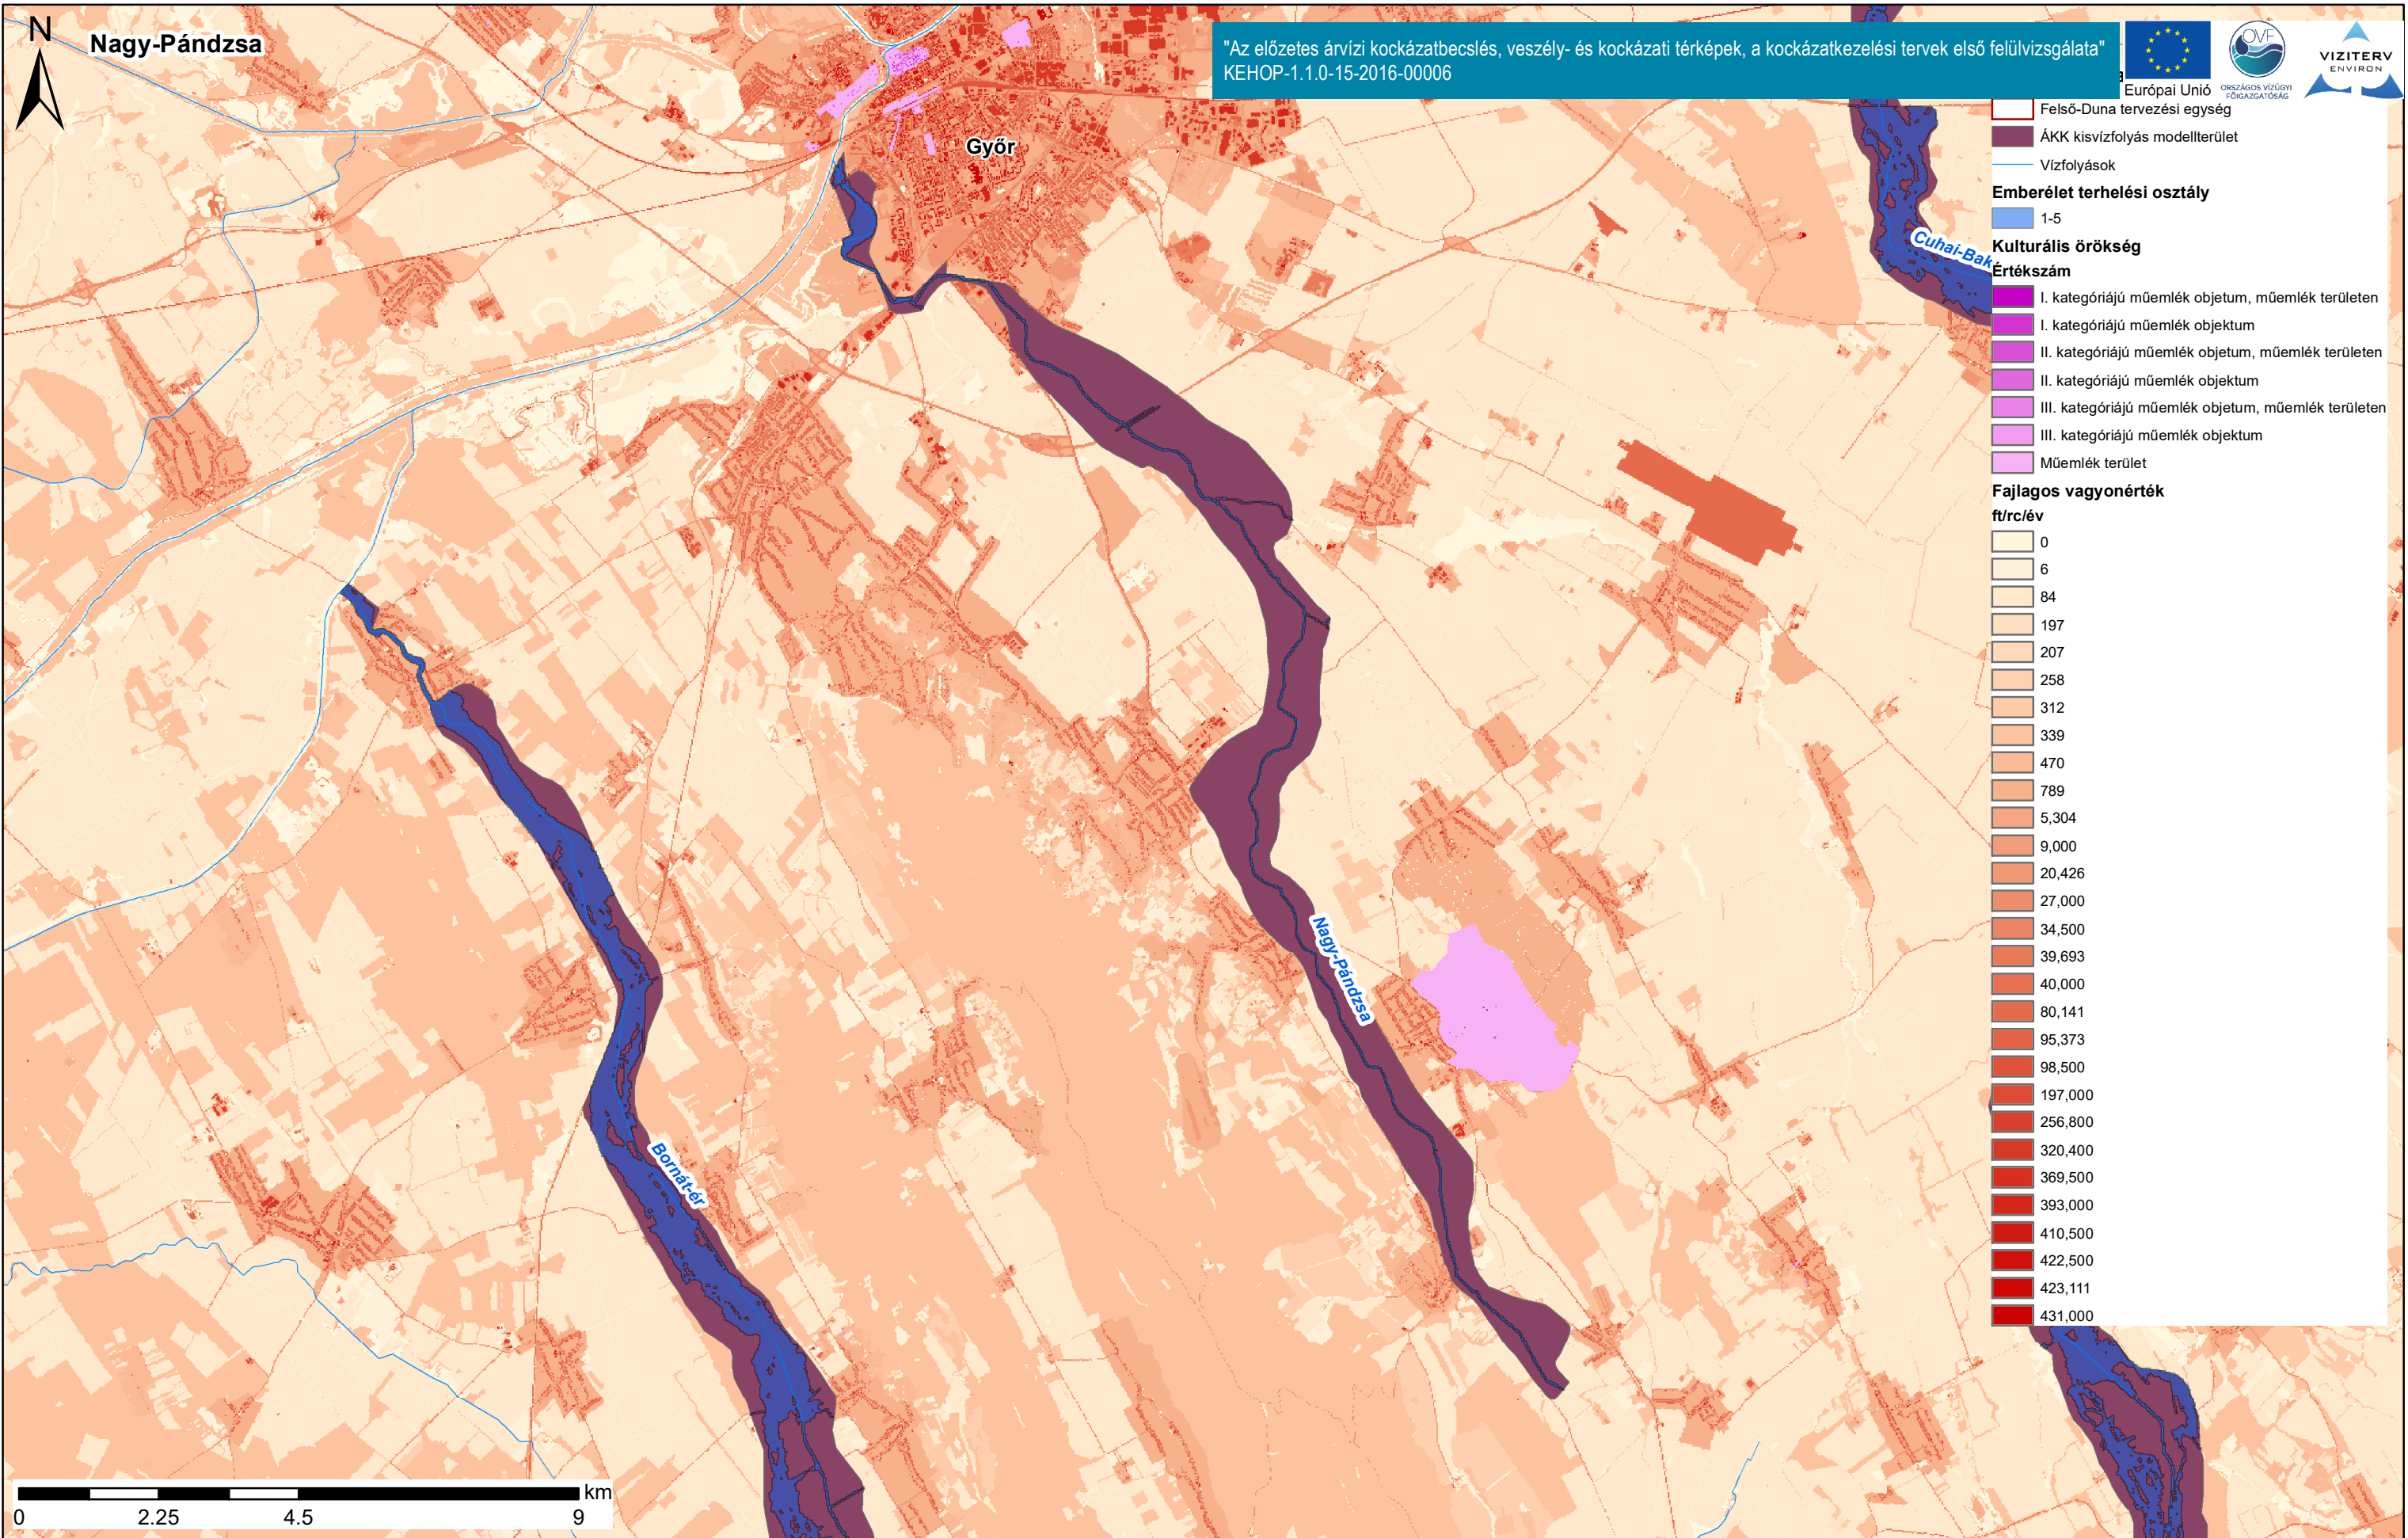 N
Nagy-Pándzsa
"Az előzetes árvízi kockázatbecslés, veszély- és kockázati térképek, a kockázatkezelési tervek első felülvizsgálata"
KEHOP-1.1.0-15-2016-00006
Európai Unió
OVF
ORSZÁGOS VÍZÜGYI
FŐIGAZGATÓSÁG
VIZITERV
ENVIRON
Győr
Cuhai-Bak
Nagy-Pándzsa
Bornát-ér
Felső-Duna tervezési egység
ÁKK kisvízfolyás modellterület
Vízfolyások
Emberélet terhelési osztály
1-5
Kulturális örökség
Értékszám
I. kategóriájú műemlék objetum, műemlék területen
I. kategóriájú műemlék objektum
II. kategóriájú műemlék objetum, műemlék területen
II. kategóriájú műemlék objektum
III. kategóriájú műemlék objetum, műemlék területen
III. kategóriájú műemlék objektum
Műemlék terület
Fajlagos vagyonérték
ft/rc/év
0
6
84
197
207
258
312
339
470
789
5,304
9,000
20,426
27,000
34,500
39,693
40,000
80,141
95,373
98,500
197,000
256,800
320,400
369,500
393,000
410,500
422,500
423,111
431,000
km
0 2.25 4.5 9